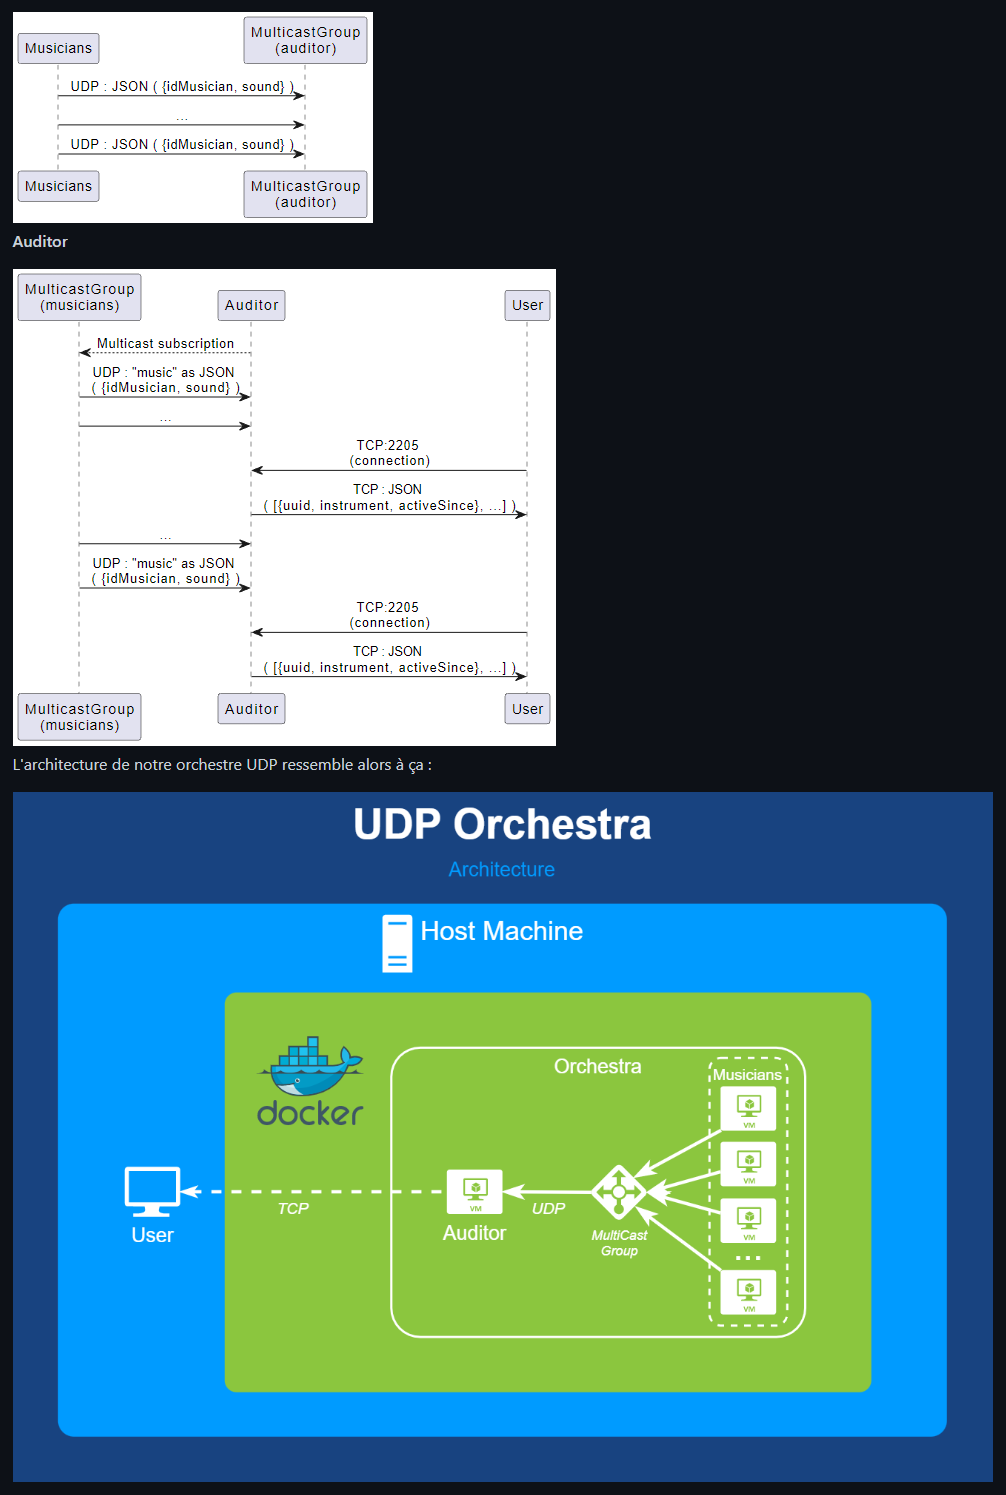 Musicians
MulticastGroup
(auditor)
UDP : JSON ( {idMusician, sound} )
...
UDP : JSON ( {idMusician, sound} )
Musicians
MulticastGroup
(auditor)
Auditor
MulticastGroup
(musicians)
Auditor
User
Multicast subscription
UDP : "music" as JSON
( {idMusician, sound} )
...
TCP:2205
(connection)
TCP : JSON
( [{uuid, instrument, activeSince}, ...] )
...
UDP : "music" as JSON
( {idMusician, sound} )
TCP:2205
(connection)
TCP : JSON
( [{uuid, instrument, activeSince}, ...] )
MulticastGroup
(musicians)
Auditor
User
L'architecture de notre orchestre UDP ressemble alors à ça :
UDP Orchestra
Architecture
Host Machine
docker
Orchestra
Musicians
VM
VM
VM
...
VM
User
TCP
VM
Auditor
UDP
MultiCast
Group